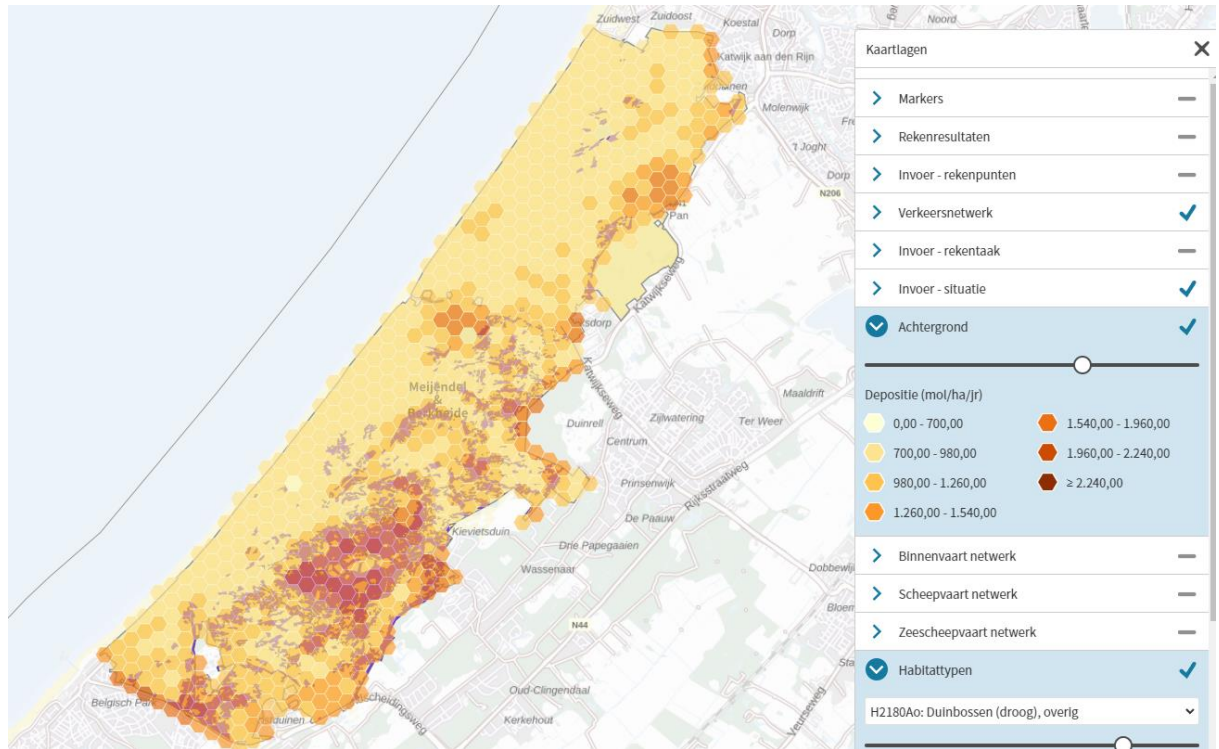 Zuidwest
Zuidoost
Koestal
Dorp
Katwijk aan den Rijn
Molenwijk
't Joght
Dorp
N206
Pan
Katwijkseweg
Katwijkseweg
Maaldrift
Meijendel
&
Berkheide
Duinrell
Zijlwatering
Ter Weer
Centrum
Prinsenwijk
Rijksstraatweg
De Pauw
Kievietsduin
Drie Papegaaien
Wassenaar
N44
Oud-Clingendaal
Kerkehout
Noord
Kaartlagen
Markers
Rekenresultaten
Invoer - rekenpunten
Verkeersnetwerk
Invoer - rekentaak
Invoer - situatie
Achtergrond
Depositie (mol/ha/jr)
0,00 - 700,00
700,00 - 980,00
980,00 - 1.260,00
1.260,00 - 1.540,00
1.540,00 - 1.960,00
1.960,00 - 2.240,00
≥ 2.240,00
Binnenvaart netwerk
Scheepvaart netwerk
Zeescheepvaart netwerk
Habitattypen
H2180Ao: Duinbossen (droog), overig